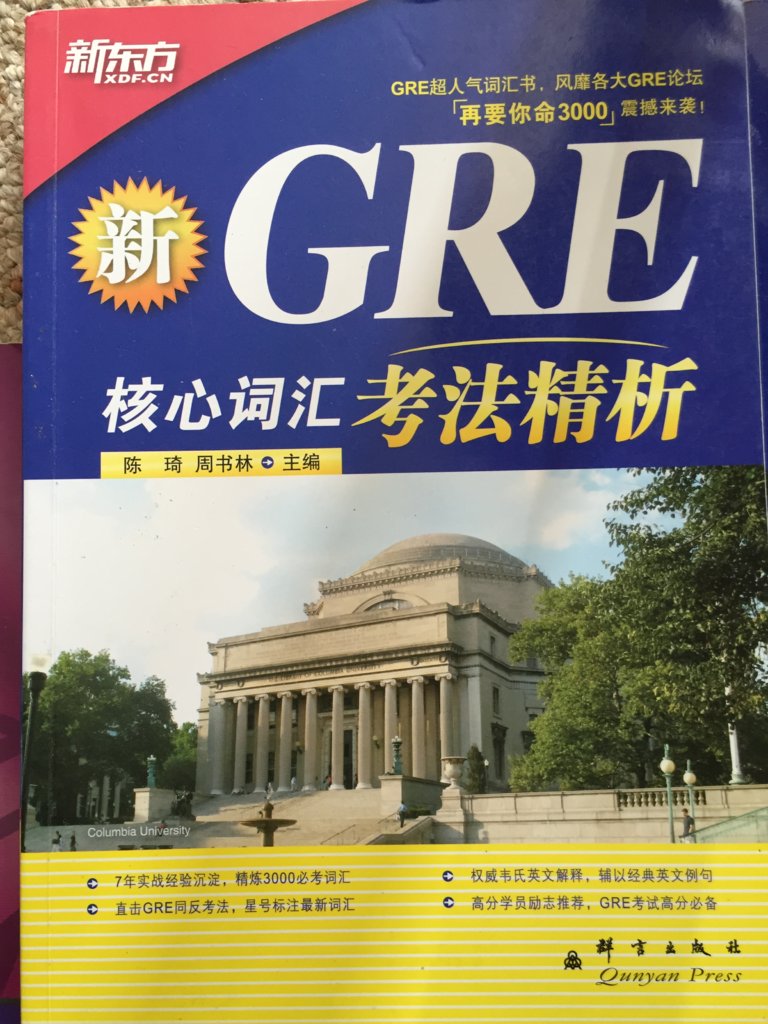 新东方
XDF.CN
GRE超人气词汇书，风靡各大GRE论坛
「再要你命3000」震撼来袭！
新
GRE
核心词汇考法精析
陈 琦 周书林 主编
THE LIBRARY OF COLUMBIA UNIVERSITY
Columbia University
7年实战经验沉淀，精炼3000必考词汇
直击GRE同反考法，星号标注最新词汇
权威韦氏英文解释，辅以经典英文例句
高分学员励志推荐，GRE考试高分必备
群言出版社
Qunyan Press